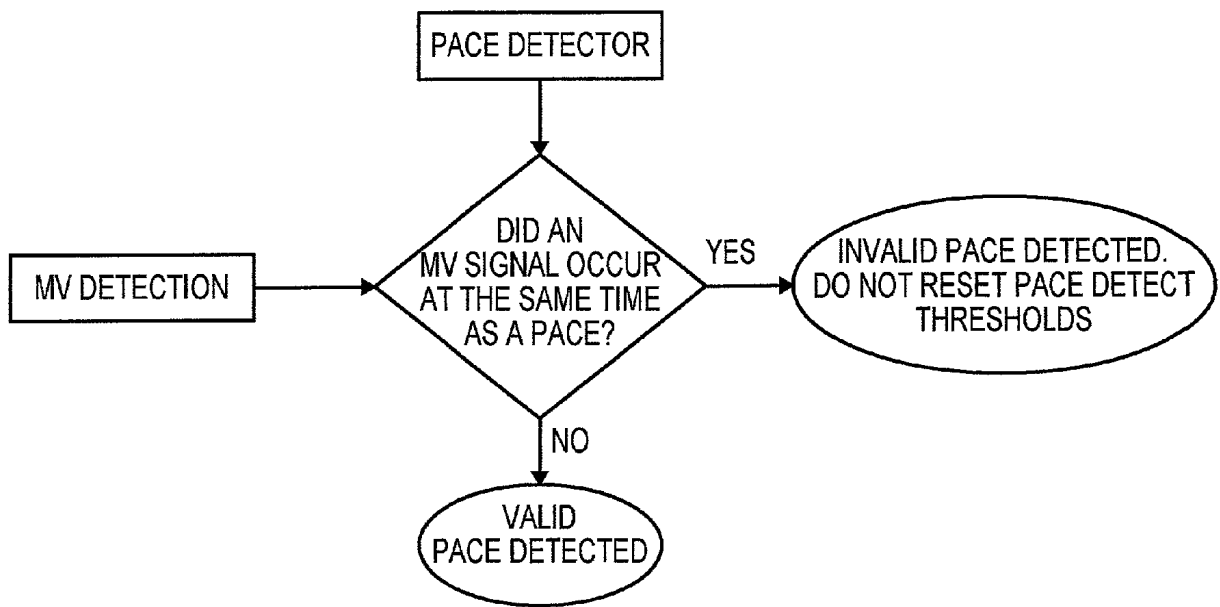 PACE DETECTOR
MV DETECTION
DID AN
MV SIGNAL OCCUR
AT THE SAME TIME
AS A PACE?
YES
INVALID PACE DETECTED.
DO NOT RESET PACE DETECT
THRESHOLDS
NO
VALID
PACE DETECTED